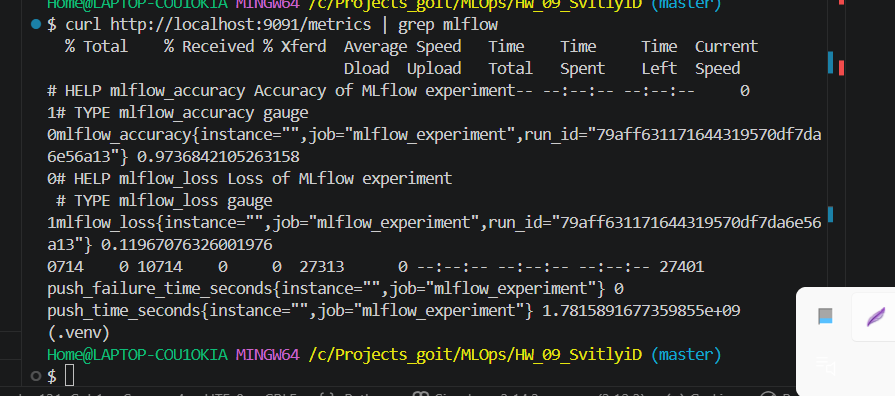 Home@LAPTOP-COU1OKIA MINGW64 /c/Projects_goit/MLOps/HW_09_SvitlyiD (master)
$ curl http://localhost:9091/metrics | grep mlflow
  % Total    % Received % Xferd  Average Speed   Time    Time     Time  Current
                                 Dload  Upload   Total   Spent    Left  Speed
# HELP mlflow_accuracy Accuracy of MLflow experiment-- --:--:-- --:--:--     0
1# TYPE mlflow_accuracy gauge
0mlflow_accuracy{instance="",job="mlflow_experiment",run_id="79aff631171644319570df7da
6e56a13"} 0.9736842105263158
0# HELP mlflow_loss Loss of MLflow experiment
 # TYPE mlflow_loss gauge
1mlflow_loss{instance="",job="mlflow_experiment",run_id="79aff631171644319570df7da6e56
a13"} 0.11967076326001976
0714    0 10714    0     0  27313      0 --:--:-- --:--:-- --:--:-- 27401
push_failure_time_seconds{instance="",job="mlflow_experiment"} 0
push_time_seconds{instance="",job="mlflow_experiment"} 1.7815891677359855e+09
(.venv)
Home@LAPTOP-COU1OKIA MINGW64 /c/Projects_goit/MLOps/HW_09_SvitlyiD (master)
$